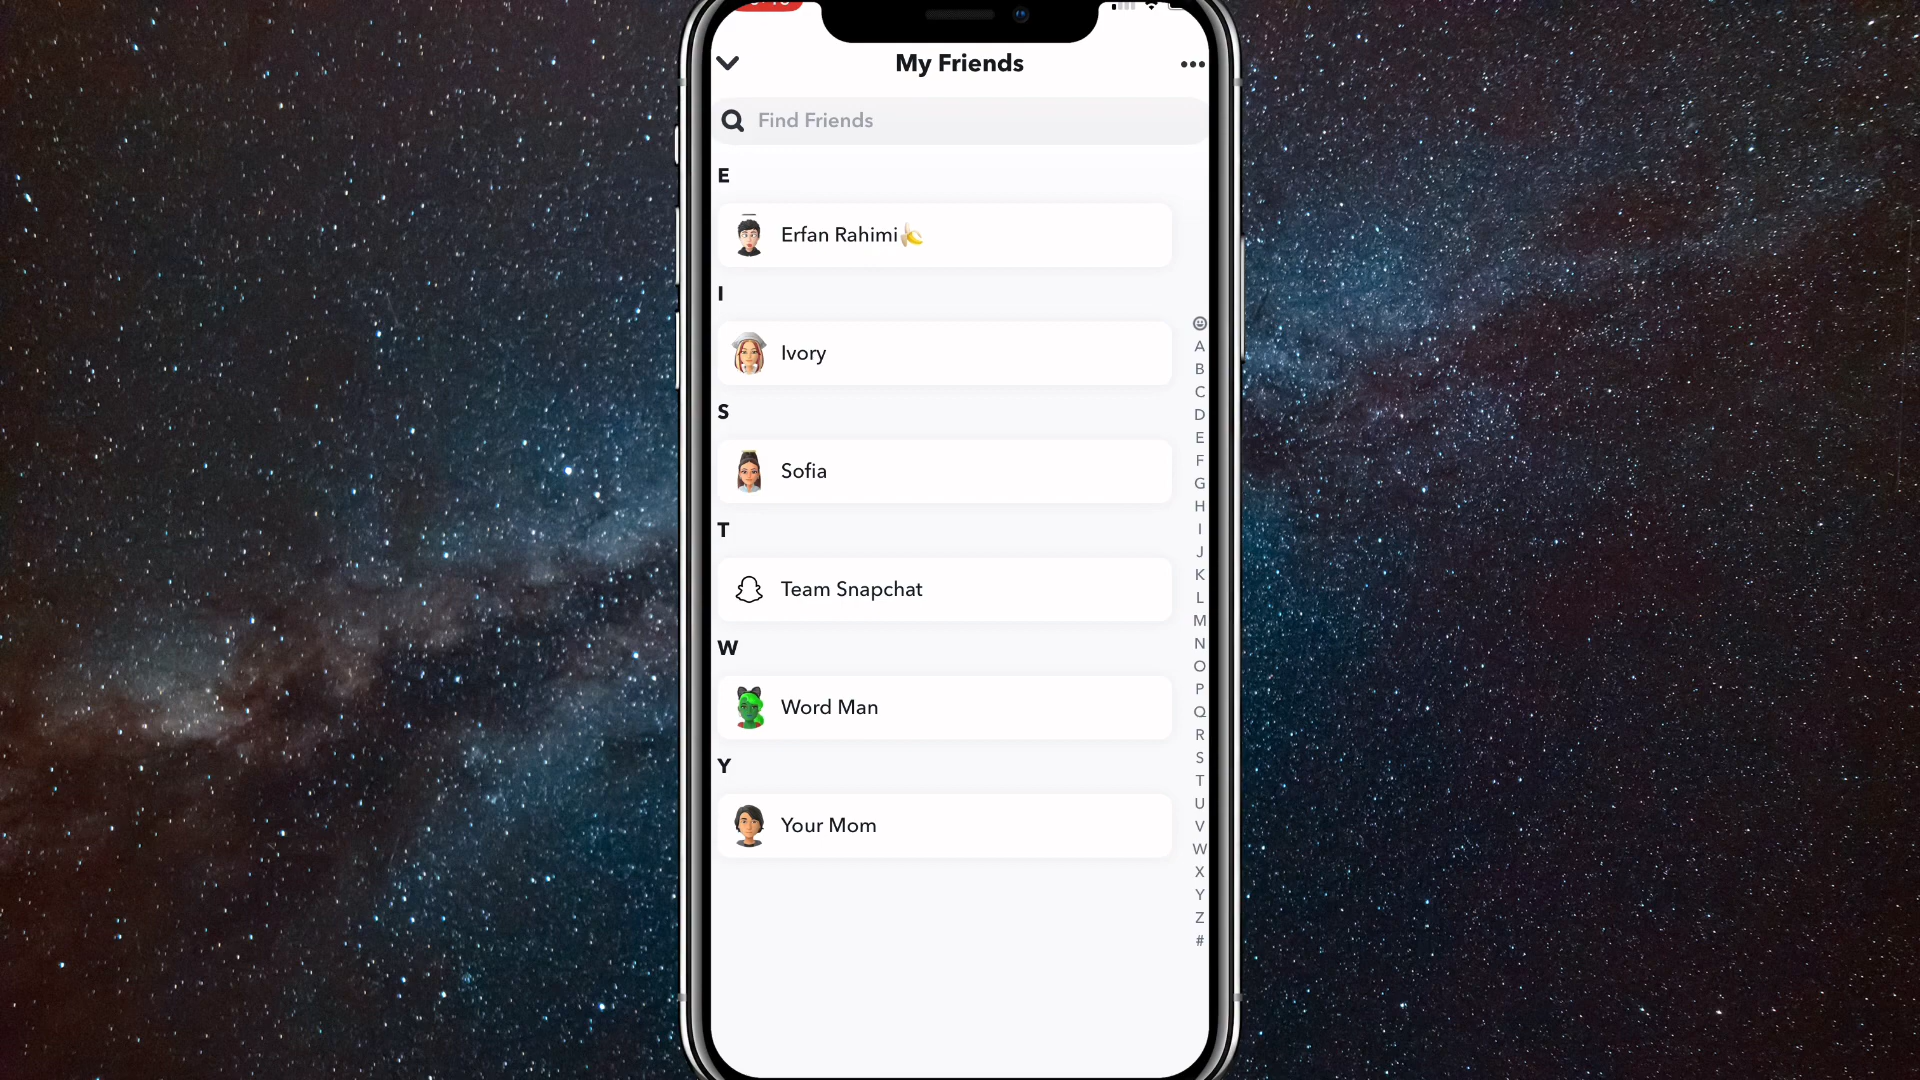 My Friends
Find Friends
E
Erfan Rahimi🍌
I
Ivory
S
Sofia
T
Team Snapchat
W
Word Man
Y
Your Mom
A
B
C
D
E
F
G
H
I
J
K
L
M
N
O
P
Q
R
S
T
U
V
W
X
Y
Z
#